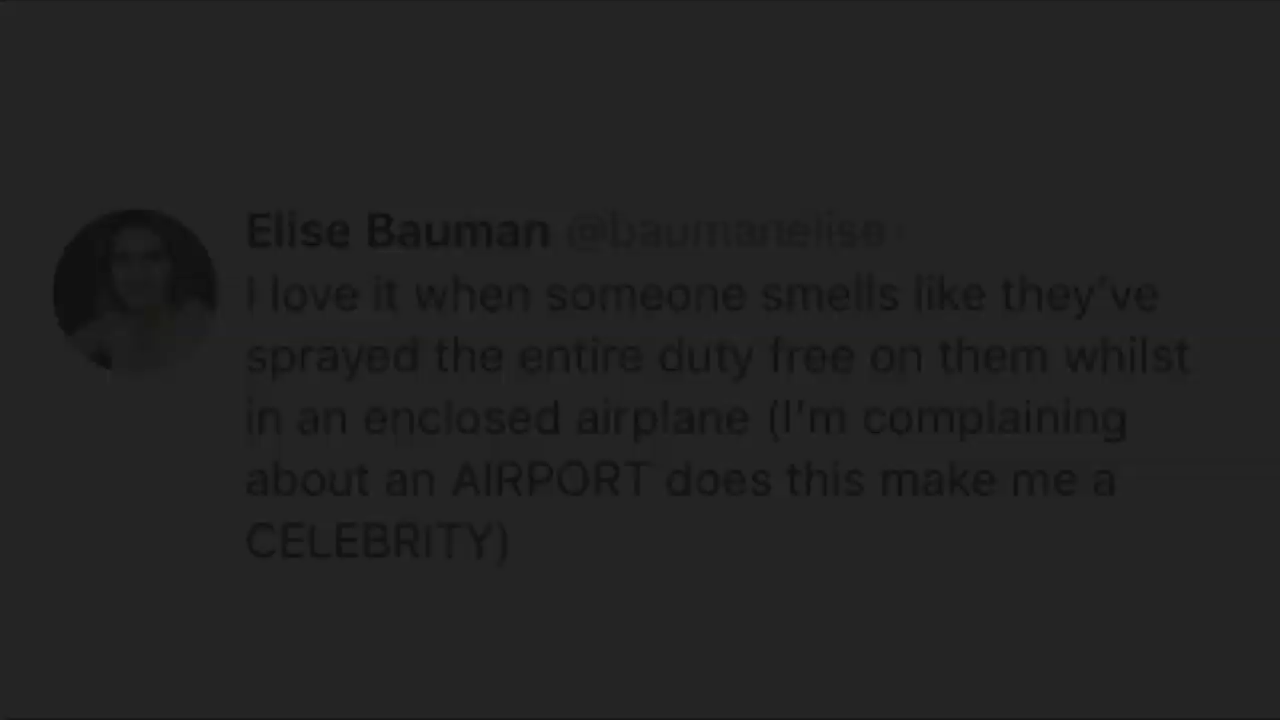 Elise Bauman @baumanelise
I love it when someone smells like they've
sprayed the entire duty free on them whilst
in an enclosed airplane (I'm complaining
about an AIRPORT does this make me a
CELEBRITY)